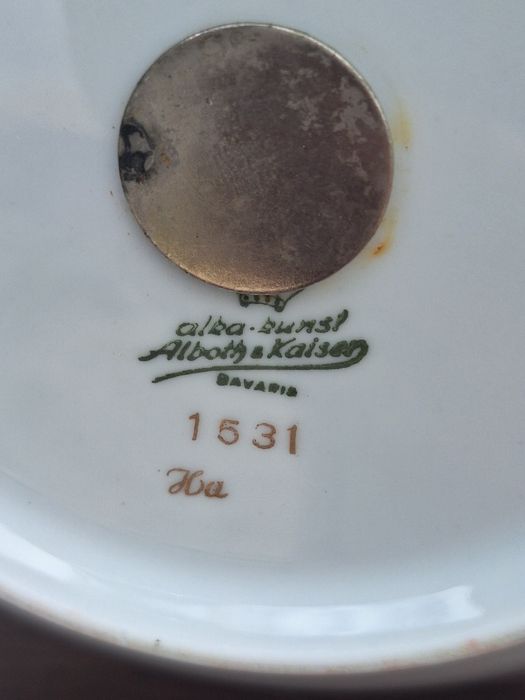 alka-kunst
Alboth & Kaiser
BAVARIA
1531
Ha